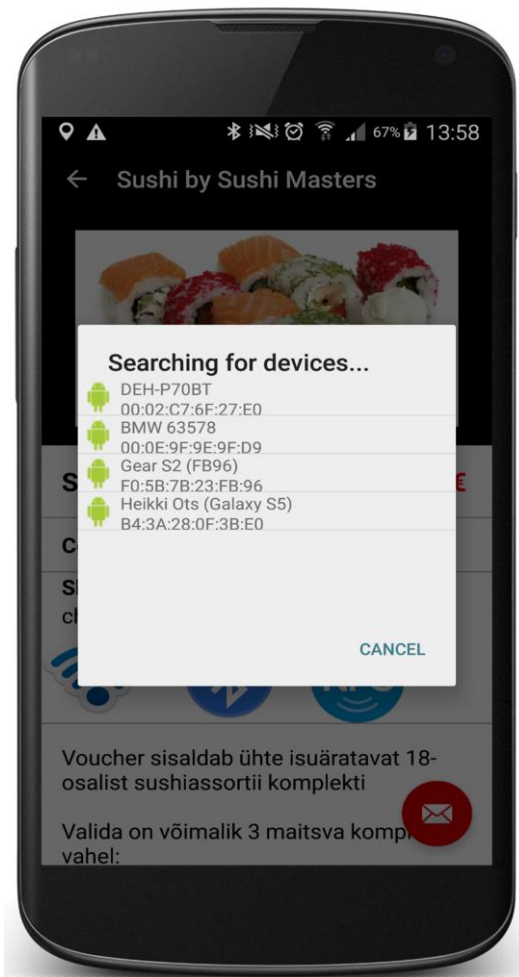 67% 13:58
Sushi by Sushi Masters
Searching for devices...
DEH-P70BT
00:02:C7:6F:27:E0
BMW 63578
00:0E:9F:9E:9F:D9
Gear S2 (FB96)
F0:5B:7B:23:FB:96
Heikki Ots (Galaxy S5)
B4:3A:28:0F:3B:E0
S €
C
CANCEL
Voucher sisaldab ühte isuäratavat 18-
osalist sushiassortii komplekti
Valida on võimalik 3 maitsva
vahel: